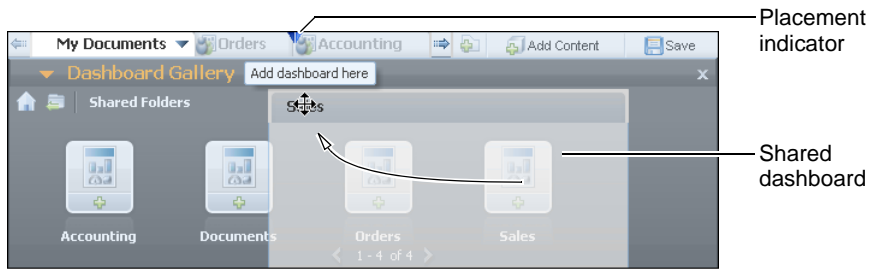 Placement
indicator
My Documents Orders Accounting Add Content Save
Dashboard Gallery Add dashboard here x
Shared Folders Sales
Shared
dashboard
Accounting Documents Orders Sales
1 - 4 of 4